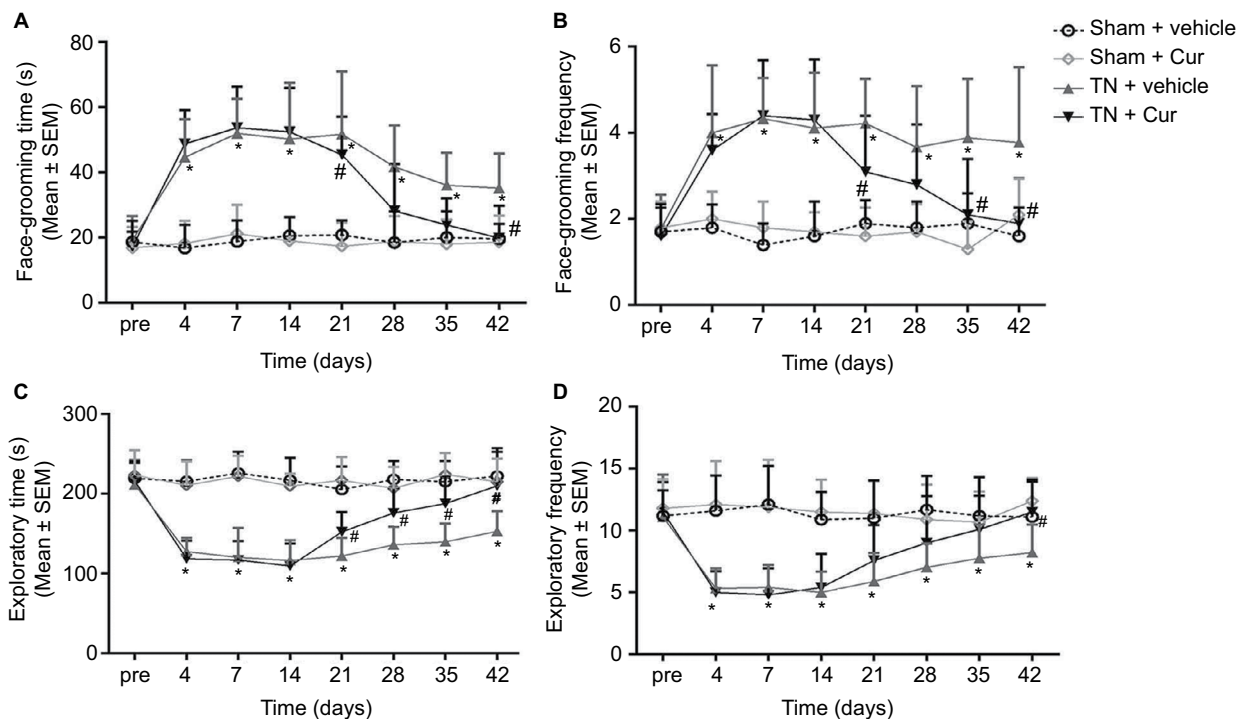 A
Face-grooming time (s)
(Mean ± SEM)
80
60
40
20
0
*
*
*
*
*
*
*
#
#
pre 4 7 14 21 28 35 42
Time (days)
B
Face-grooming frequency
(Mean ± SEM)
6
4
2
0
*
*
*
*
*
*
*
#
#
#
pre 4 7 14 21 28 35 42
Time (days)
Sham + vehicle
Sham + Cur
TN + vehicle
TN + Cur
C
Exploratory time (s)
(Mean ± SEM)
300
200
100
0
*
*
*
*
*
*
*
#
#
#
#
pre 4 7 14 21 28 35 42
Time (days)
D
Exploratory frequency
(Mean ± SEM)
20
15
10
5
0
*
*
*
*
*
*
*
#
pre 4 7 14 21 28 35 42
Time (days)